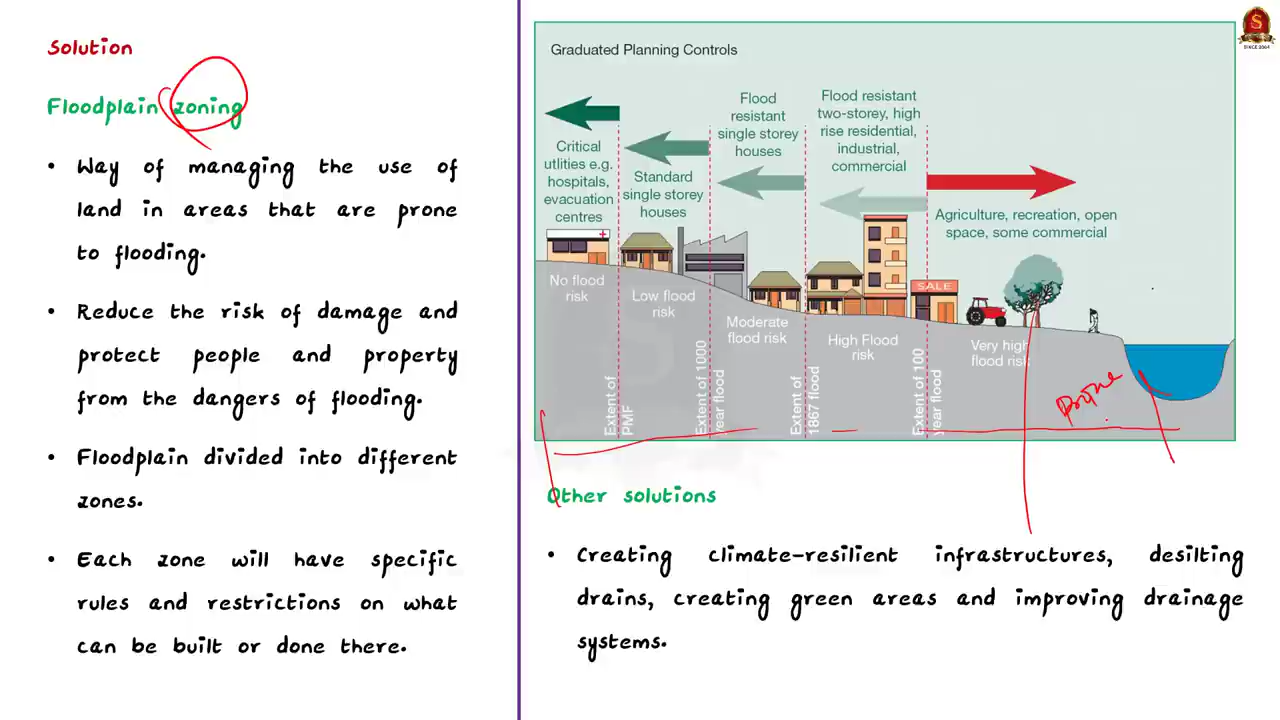 Solution
Floodplain zoning
• Way of managing the use of
land in areas that are prone
to flooding.
• Reduce the risk of damage and
protect people and property
from the dangers of flooding.
• Floodplain divided into different
zones.
• Each zone will have specific
rules and restrictions on what
can be built or done there.
S
SINCE 2004
Graduated Planning Controls
Critical
utlities e.g.
hospitals,
evacuation
centres
Standard
single storey
houses
Flood
resistant
single storey
houses
Flood resistant
two-storey, high
rise residential,
industrial,
commercial
Agriculture, recreation, open
space, some commercial
SALE
No flood
risk
Low flood
risk
Moderate
flood risk
High Flood
risk
Very high
flood risk
Extent of
PMF
Extent of 1000
year flood
Extent of
1867 flood
Extent of 100
year flood
Prone
Other solutions
• Creating climate-resilient infrastructures, desilting
drains, creating green areas and improving drainage
systems.